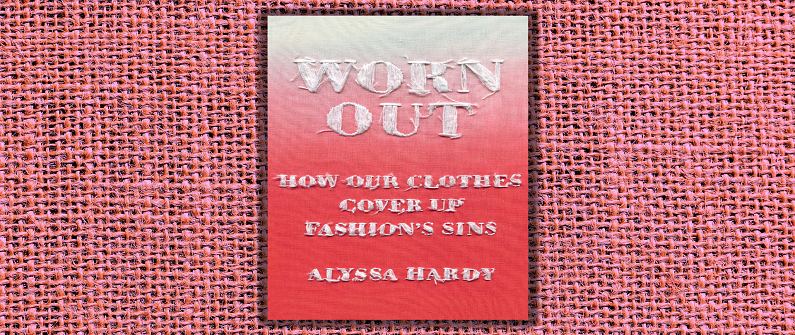 WORN
OUT
HOW OUR CLOTHES
COVER UP
FASHION'S SINS
ALYSSA HARDY